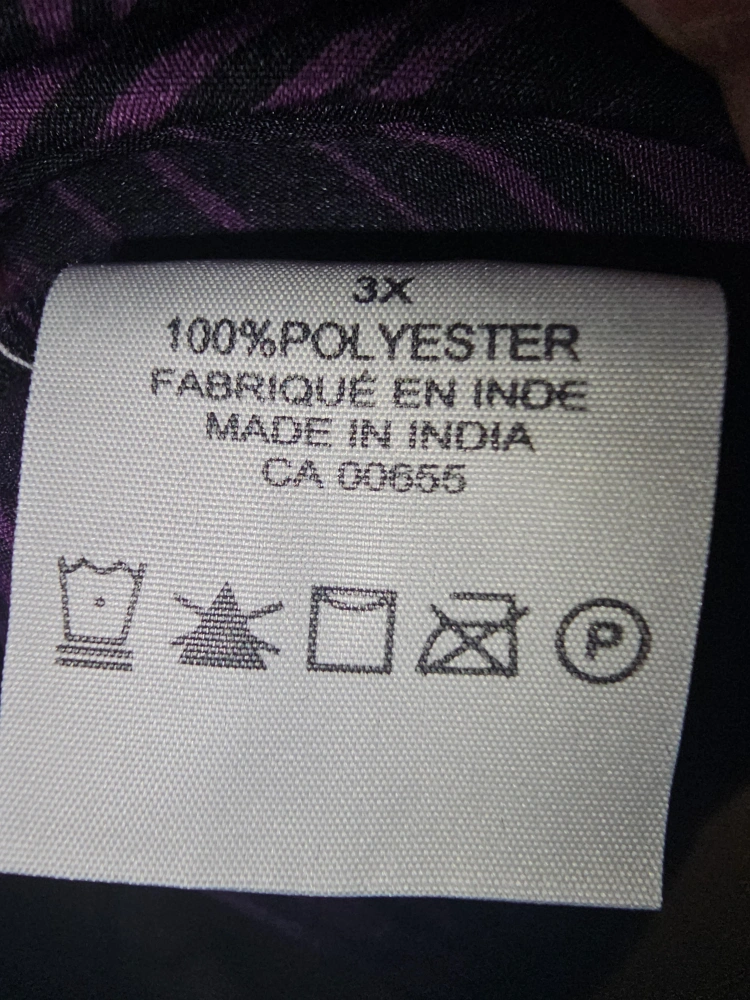 3X
100%POLYESTER
FABRIQUÉ EN INDE
MADE IN INDIA
CA 00655
P